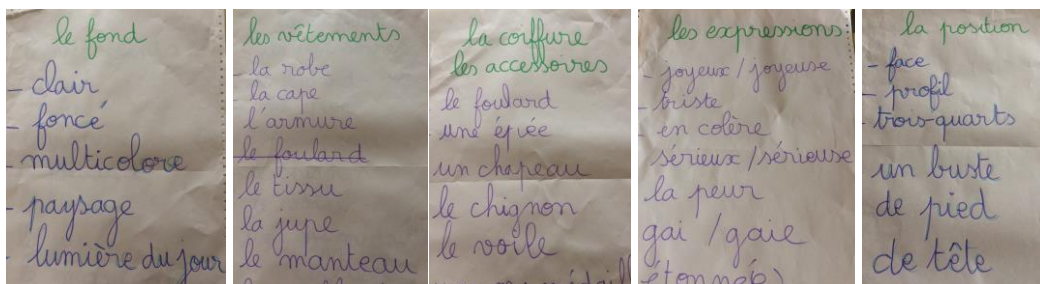 le fond
- clair
- foncé
- multicolore
- paysage
- lumière du jour
les vêtements
- la robe
la cape
l'armure
le foulard
le tissu
la jupe
le manteau
la coiffure
les accessoires
le foulard
une épée
un chapeau
le chignon
le voile
les expressions
- joyeux / joyeuse
- triste
- en colère
sérieux / sérieuse
la peur
gai / gaie
étonné(e)
la position
- face
- profil
- trois-quarts
un buste
de pied
de tête